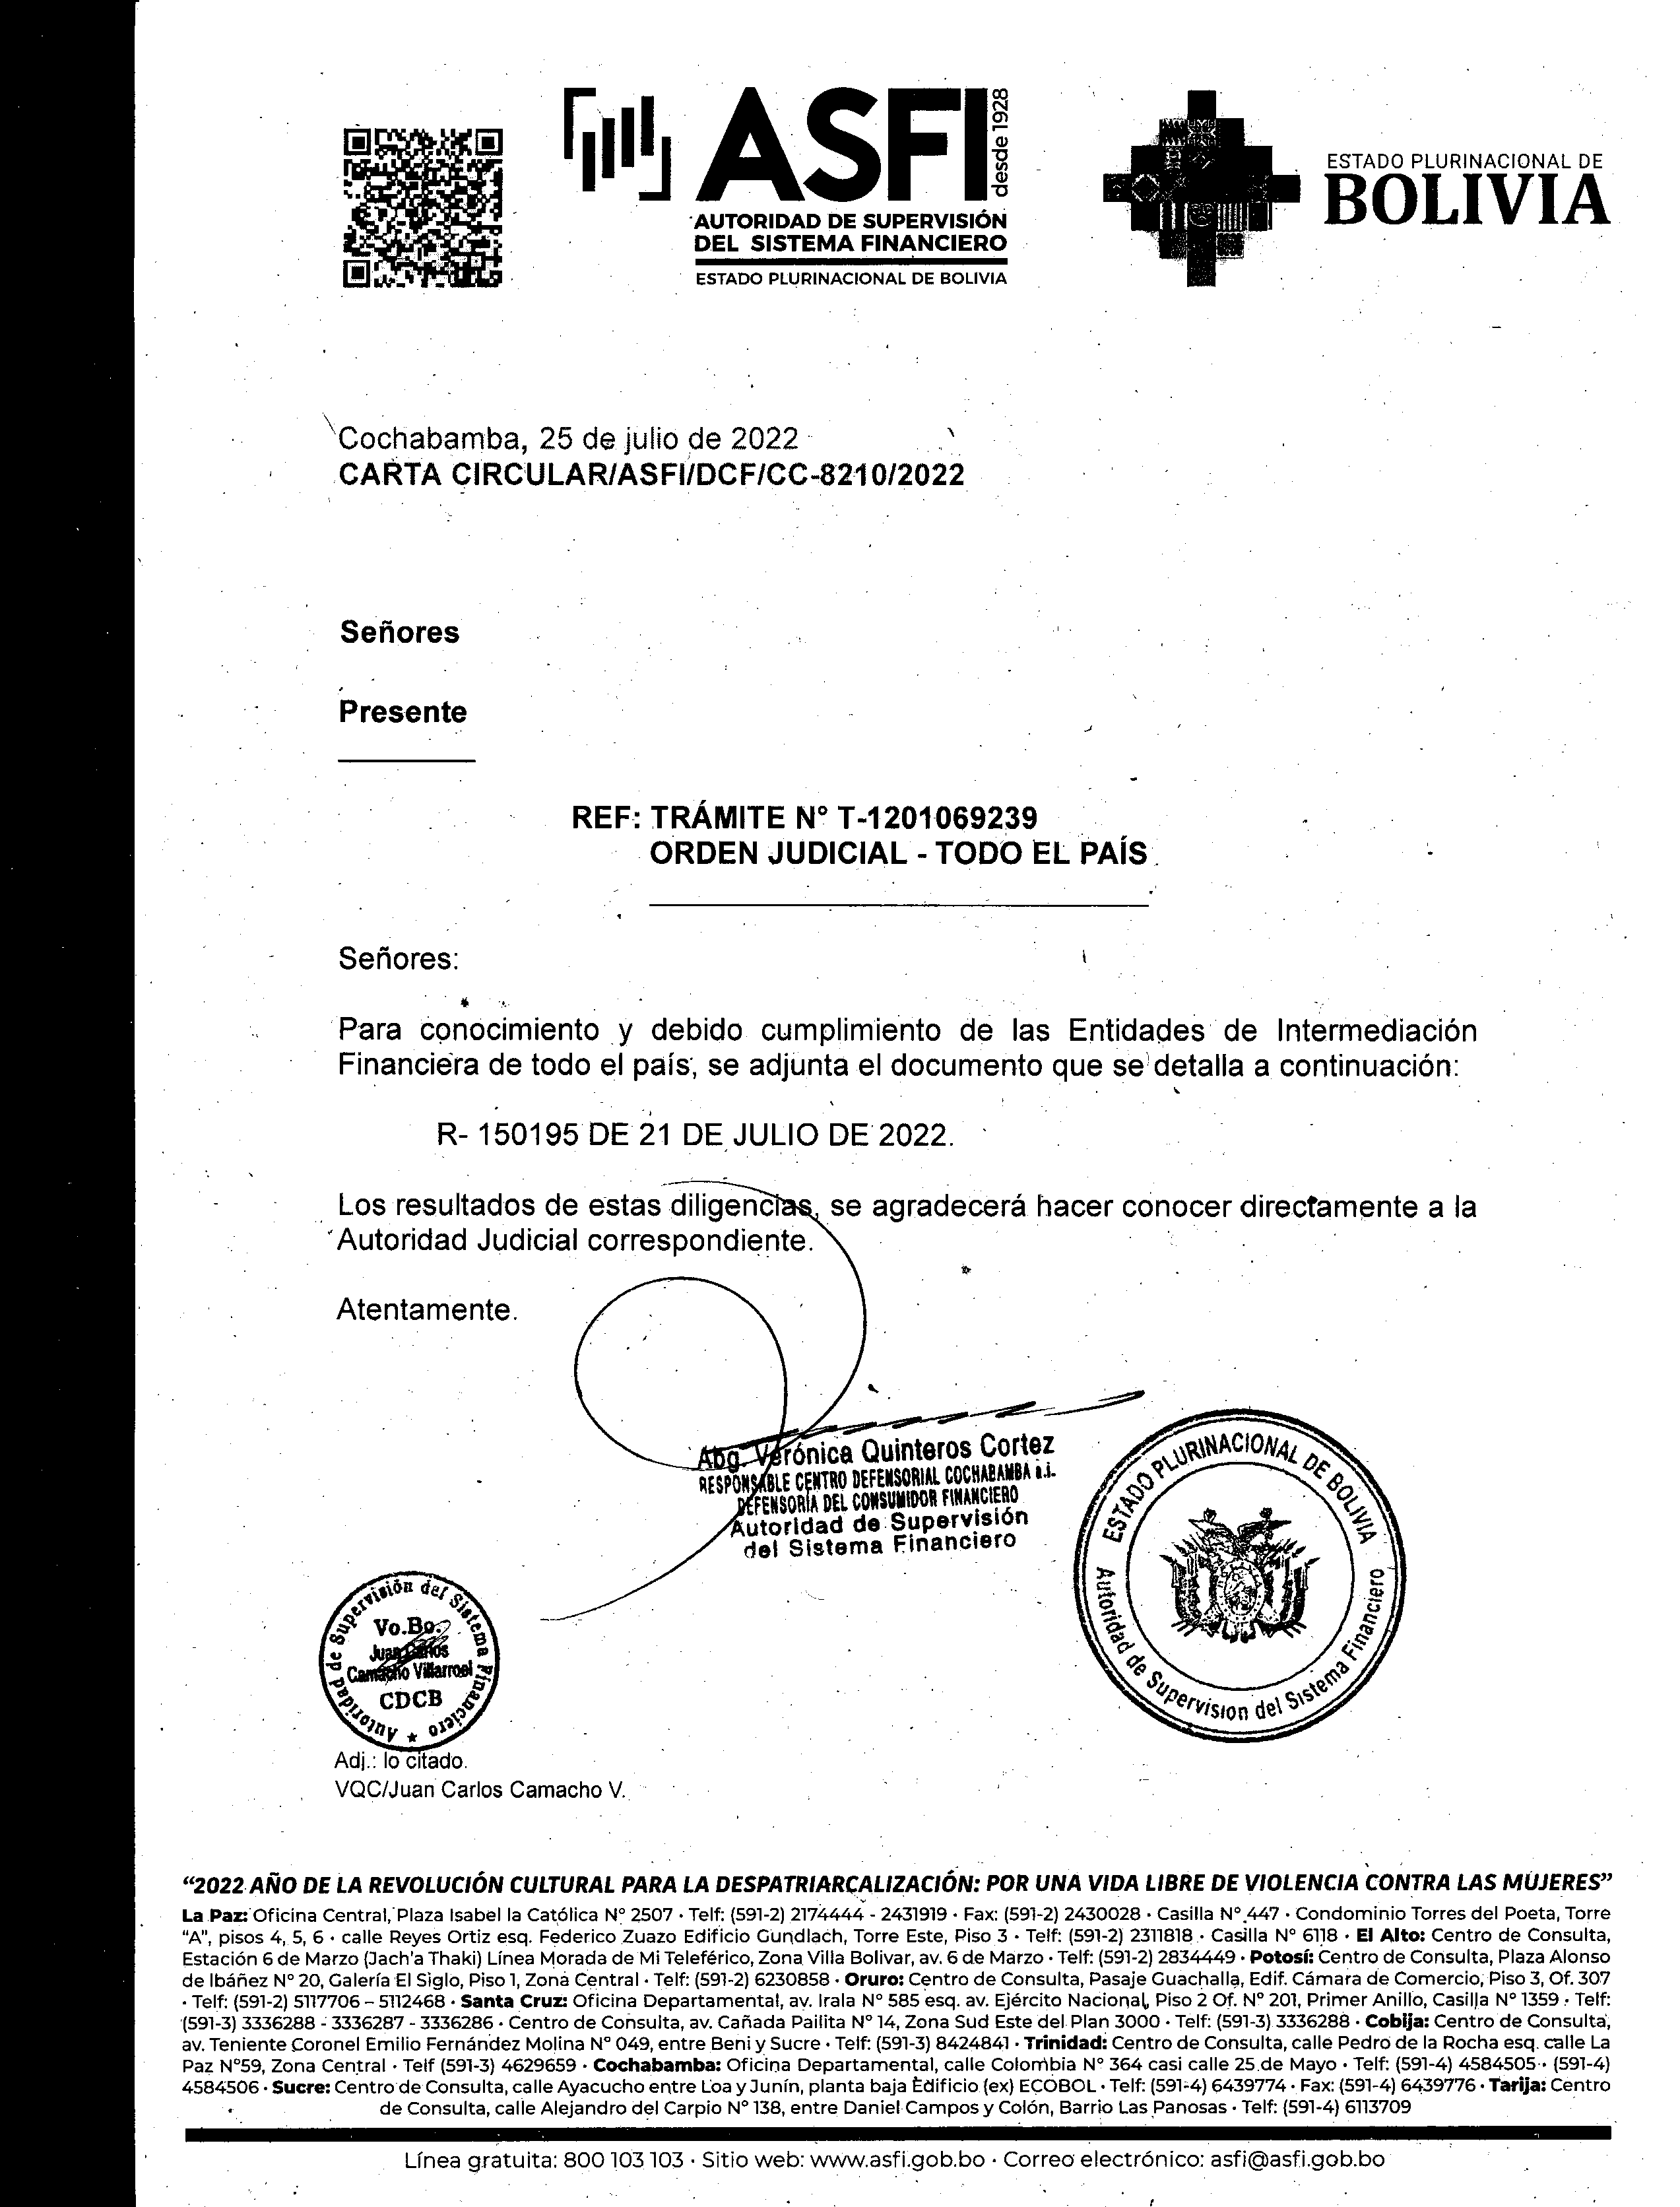 ASFI
desde 1928
AUTORIDAD DE SUPERVISIÓN
DEL SISTEMA FINANCIERO
ESTADO PLURINACIONAL DE BOLIVIA
ESTADO PLURINACIONAL DE
BOLIVIA
Cochabamba, 25 de julio de 2022
CARTA CIRCULAR/ASFI/DCF/CC-8210/2022
Señores
Presente
REF: TRÁMITE N° T-1201069239
ORDEN JUDICIAL - TODO EL PAÍS
Señores:
Para conocimiento y debido cumplimiento de las Entidades de Intermediación
Financiera de todo el país, se adjunta el documento que se detalla a continuación:
R- 150195 DE 21 DE JULIO DE 2022.
Los resultados de estas diligencias, se agradecerá hacer conocer directamente a la
Autoridad Judicial correspondiente.
Atentamente.
Abg. Verónica Quinteros Cortez
RESPONSABLE CENTRO DEFENSORIAL COCHABAMBA a.i.
DEFENSORÍA DEL CONSUMIDOR FINANCIERO
Autoridad de Supervisión
del Sistema Financiero
ESTADO PLURINACIONAL DE BOLIVIA
Autoridad de Supervision del Sistema Financiero
Autoridad de Supervisión del Sistema Financiero
Vo.Bo.
Juan Carlos
Camacho Villarroel
CDCB
Adj.: lo citado.
VQC/Juan Carlos Camacho V.
“2022 AÑO DE LA REVOLUCIÓN CULTURAL PARA LA DESPATRIARCALIZACIÓN: POR UNA VIDA LIBRE DE VIOLENCIA CONTRA LAS MUJERES”
La Paz: Oficina Central, Plaza Isabel la Católica N° 2507 · Telf: (591-2) 2174444 - 2431919 · Fax: (591-2) 2430028 · Casilla N° 447 · Condominio Torres del Poeta, Torre
“A”, pisos 4, 5, 6 · calle Reyes Ortiz esq. Federico Zuazo Edificio Gundlach, Torre Este, Piso 3 · Telf: (591-2) 2311818 · Casilla N° 6118 · El Alto: Centro de Consulta,
Estación 6 de Marzo (Jach'a Thaki) Línea Morada de Mi Teleférico, Zona Villa Bolivar, av. 6 de Marzo · Telf: (591-2) 2834449 · Potosí: Centro de Consulta, Plaza Alonso
de Ibáñez N° 20, Galería El Siglo, Piso 1, Zona Central · Telf: (591-2) 6230858 · Oruro: Centro de Consulta, Pasaje Guachalla, Edif. Cámara de Comercio, Piso 3, Of. 307
· Telf: (591-2) 5117706 – 5112468 · Santa Cruz: Oficina Departamental, av. Irala N° 585 esq. av. Ejército Nacional, Piso 2 Of. N° 201, Primer Anillo, Casilla N° 1359 · Telf:
(591-3) 3336288 - 3336287 - 3336286 · Centro de Consulta, av. Cañada Pailita N° 14, Zona Sud Este del Plan 3000 · Telf: (591-3) 3336288 · Cobija: Centro de Consulta,
av. Teniente Coronel Emilio Fernández Molina N° 049, entre Beni y Sucre · Telf: (591-3) 8424841 · Trinidad: Centro de Consulta, calle Pedro de la Rocha esq. calle La
Paz N°59, Zona Central · Telf (591-3) 4629659 · Cochabamba: Oficina Departamental, calle Colombia N° 364 casi calle 25 de Mayo · Telf: (591-4) 4584505 · (591-4)
4584506 · Sucre: Centro de Consulta, calle Ayacucho entre Loa y Junín, planta baja Edificio (ex) ECOBOL · Telf: (591-4) 6439774 · Fax: (591-4) 6439776 · Tarija: Centro
de Consulta, calle Alejandro del Carpio N° 138, entre Daniel Campos y Colón, Barrio Las Panosas · Telf: (591-4) 6113709
Línea gratuita: 800 103 103 · Sitio web: www.asfi.gob.bo · Correo electrónico: asfi@asfi.gob.bo